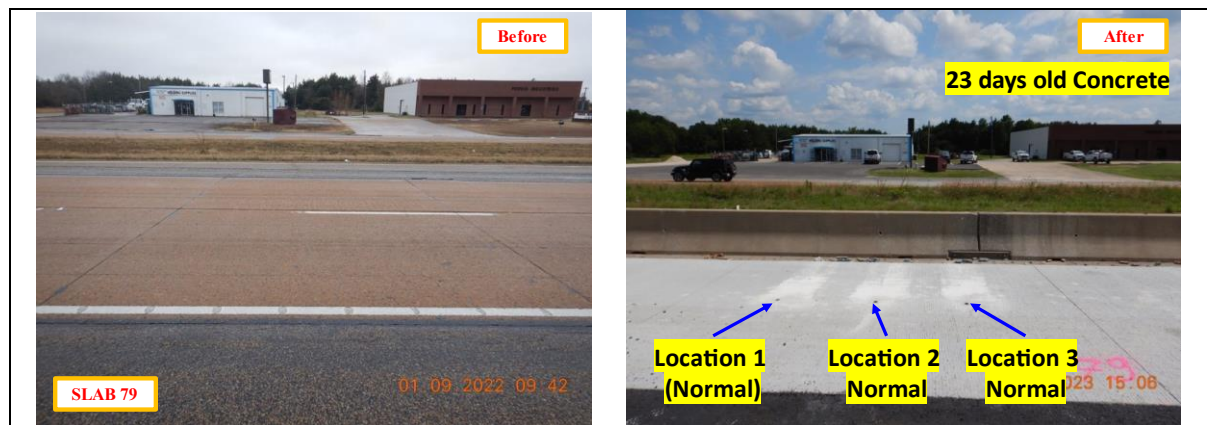 Before
SLAB 79
01 09 2022 09 42
After
23 days old Concrete
Location 1
(Normal)
Location 2
Normal
Location 3
Normal
79
023 15 08